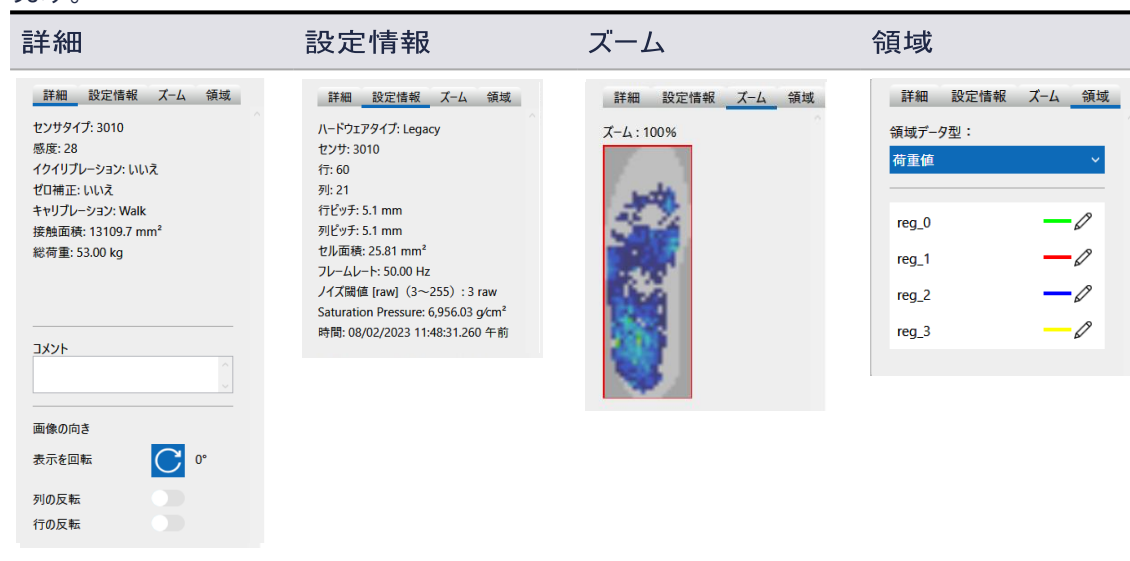 詳細
設定情報
ズーム
領域
詳細 設定情報 ズーム 領域
センサタイプ: 3010
感度: 28
イクイリブレーション: いいえ
ゼロ補正: いいえ
キャリブレーション: Walk
接触面積: 13109.7 mm²
総荷重: 53.00 kg
コメント
画像の向き
表示を回転 0°
列の反転
行の反転
詳細 設定情報 ズーム 領域
ハードウェアタイプ: Legacy
センサ: 3010
行: 60
列: 21
行ピッチ: 5.1 mm
列ピッチ: 5.1 mm
セル面積: 25.81 mm²
フレームレート: 50.00 Hz
ノイズ閾値 [raw]（3～255）: 3 raw
Saturation Pressure: 6,956.03 g/cm²
時間: 08/02/2023 11:48:31.260 午前
詳細 設定情報 ズーム 領域
ズーム : 100%
詳細 設定情報 ズーム 領域
領域データ型：
荷重値
reg_0
reg_1
reg_2
reg_3